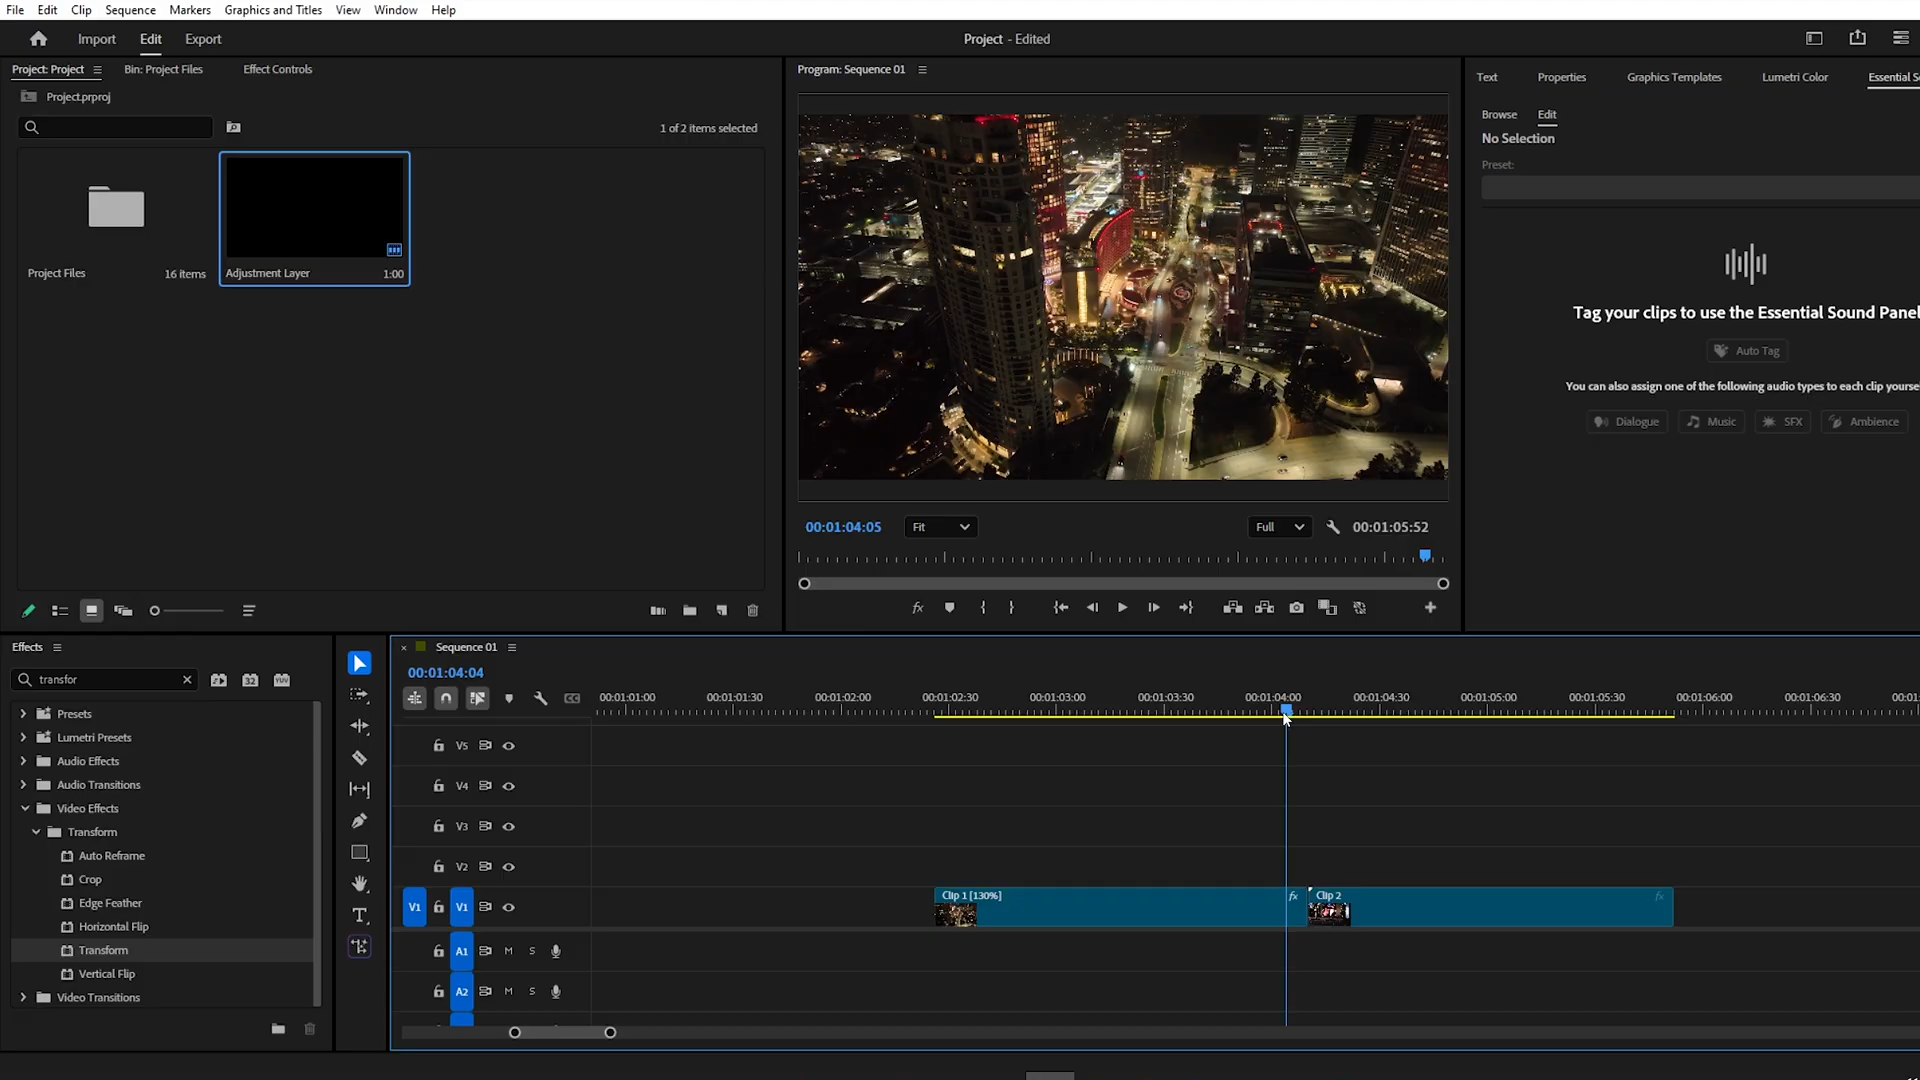 File Edit Clip Sequence Markers Graphics and Titles View Window Help
Import Edit Export
Project - Edited
Project: Project Bin: Project Files Effect Controls
Project.prproj
1 of 2 items selected
Project Files 16 items
Adjustment Layer 1:00
Program: Sequence 01
00:01:04:05 Fit Full 00:01:05:52
fx
Text Properties Graphics Templates Lumetri Color Essential S
Browse Edit
No Selection
Preset:
Tag your clips to use the Essential Sound Panel
Auto Tag
You can also assign one of the following audio types to each clip yourse
Dialogue Music SFX Ambience
Effects
transfor
32 YUV
Presets
Lumetri Presets
Audio Effects
Audio Transitions
Video Effects
Transform
Auto Reframe
Crop
Edge Feather
Horizontal Flip
Transform
Vertical Flip
Video Transitions
T
× Sequence 01
00:01:04:04
CC
00:01:01:00 00:01:01:30 00:01:02:00 00:01:02:30 00:01:03:00 00:01:03:30 00:01:04:00 00:01:04:30 00:01:05:00 00:01:05:30 00:01:06:00 00:01:06:30 00:01
V5
V4
V3
V2
V1 V1
Clip 1 [130%] fx Clip 2 fx
A1 M S
A2 M S